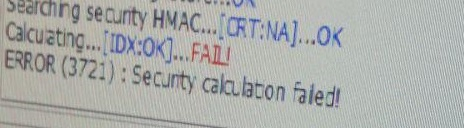 Searching security HMAC...[CRT:NA]...OK
Calcuating...[IDX:OK]...FAIL!
ERROR (3721) : Security calculation failed!